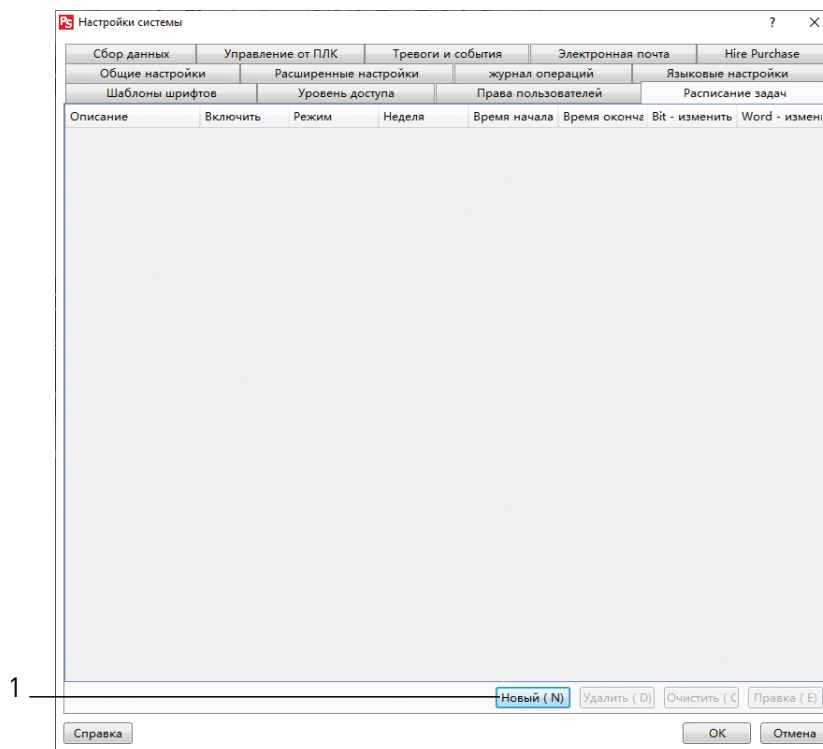 PS Настройки системы ? ×
Сбор данных Управление от ПЛК Тревоги и события Электронная почта Hire Purchase
Общие настройки Расширенные настройки журнал операций Языковые настройки
Шаблоны шрифтов Уровень доступа Права пользователей Расписание задач
Описание Включить Режим Неделя Время начала Время оконча Bit - изменить Word - измени
1 Новый ( N) Удалить ( D) Очистить ( C Правка ( E)
Справка OK Отмена